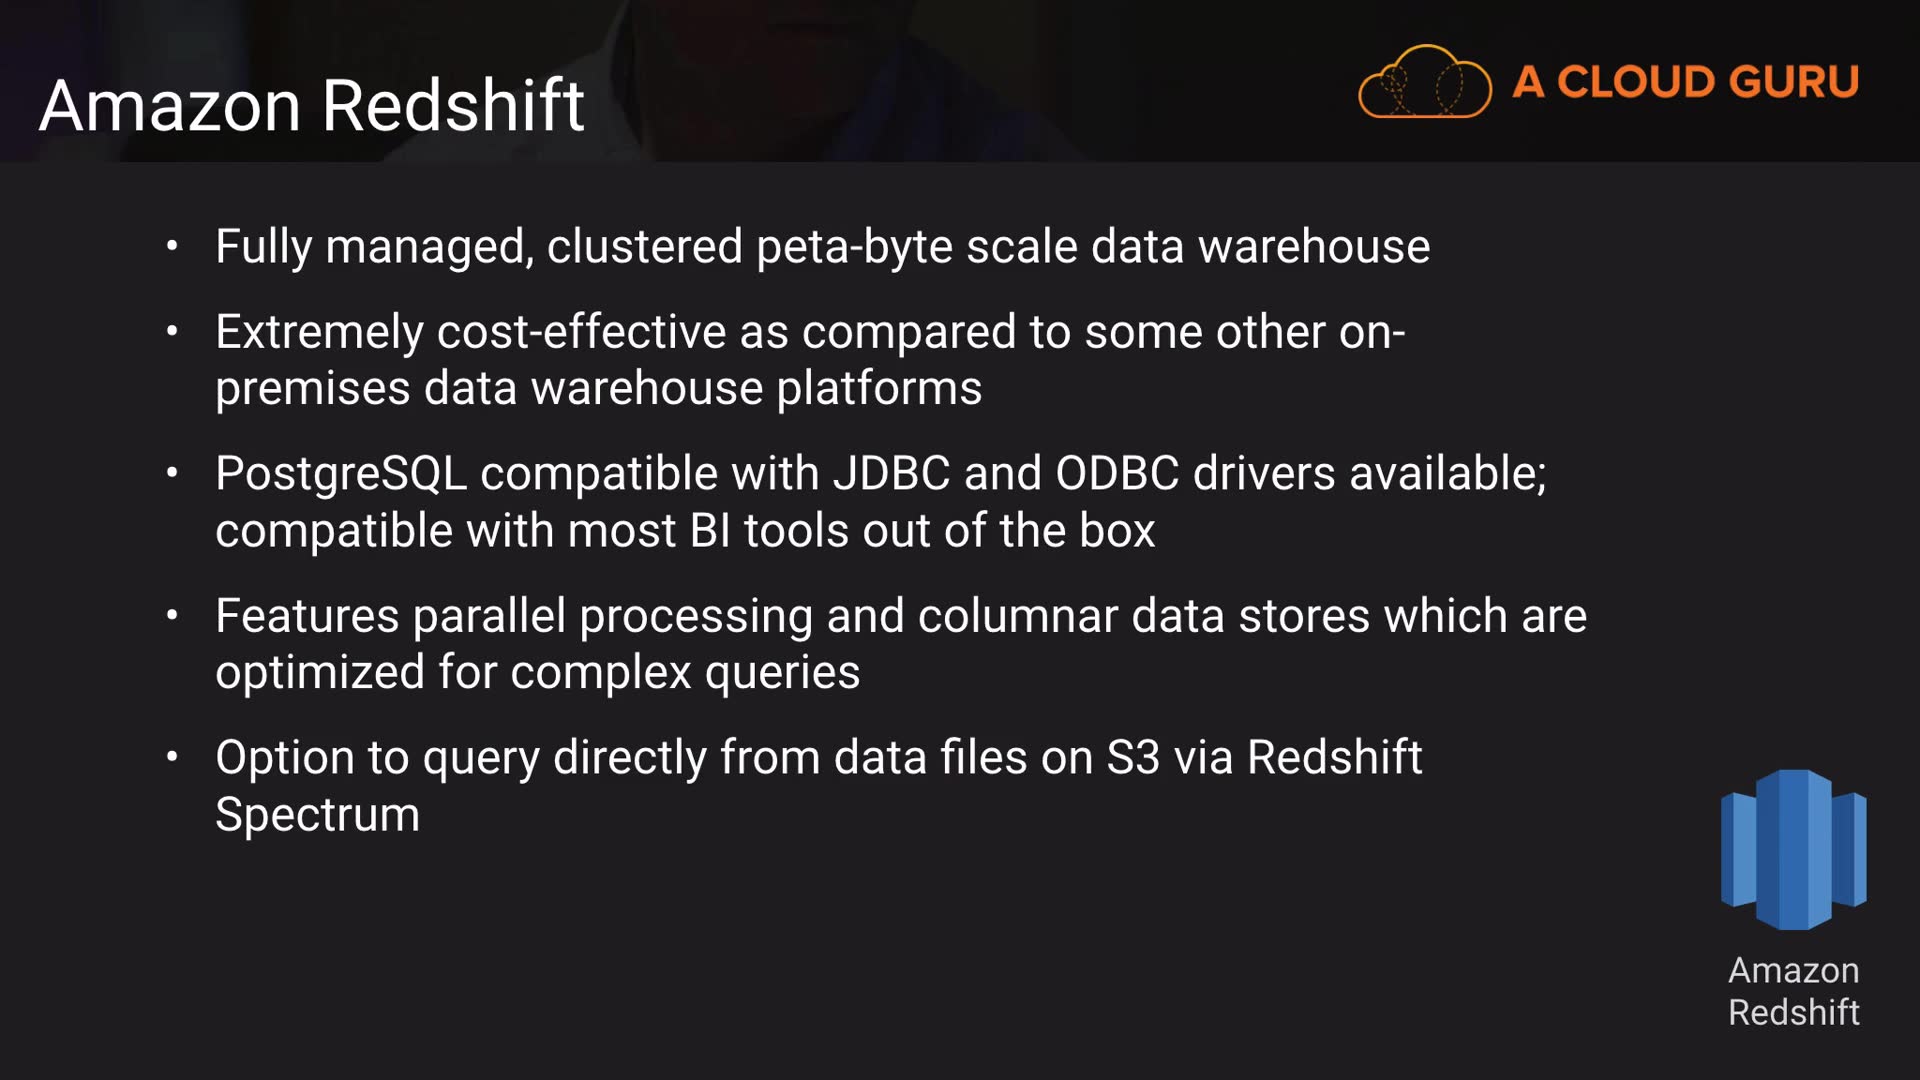 Amazon Redshift
A CLOUD GURU
• Fully managed, clustered peta-byte scale data warehouse
• Extremely cost-effective as compared to some other on-
premises data warehouse platforms
• PostgreSQL compatible with JDBC and ODBC drivers available;
compatible with most BI tools out of the box
• Features parallel processing and columnar data stores which are
optimized for complex queries
• Option to query directly from data files on S3 via Redshift
Spectrum
Amazon
Redshift